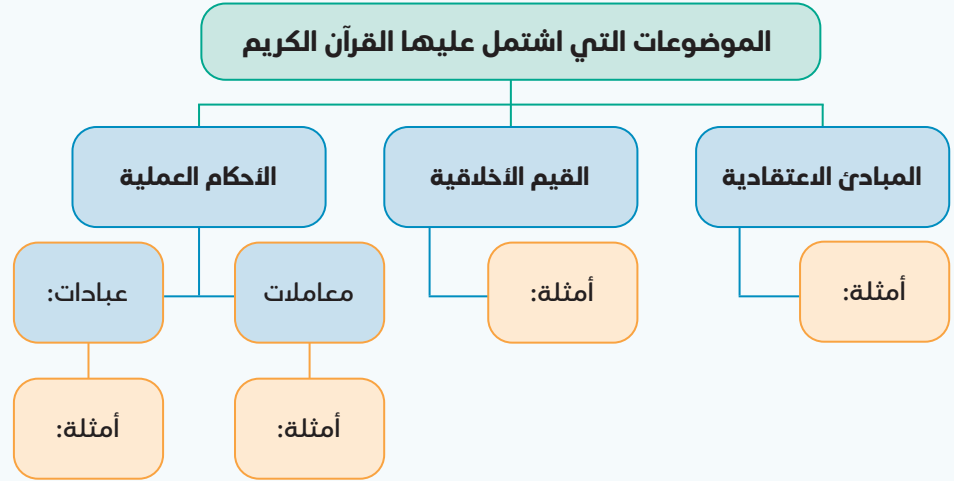 الموضوعات التي اشتمل عليها القرآن الكريم
المبادئ الاعتقادية
القيم الأخلاقية
الأحكام العملية
أمثلة:
أمثلة:
معاملات
عبادات:
أمثلة:
أمثلة: